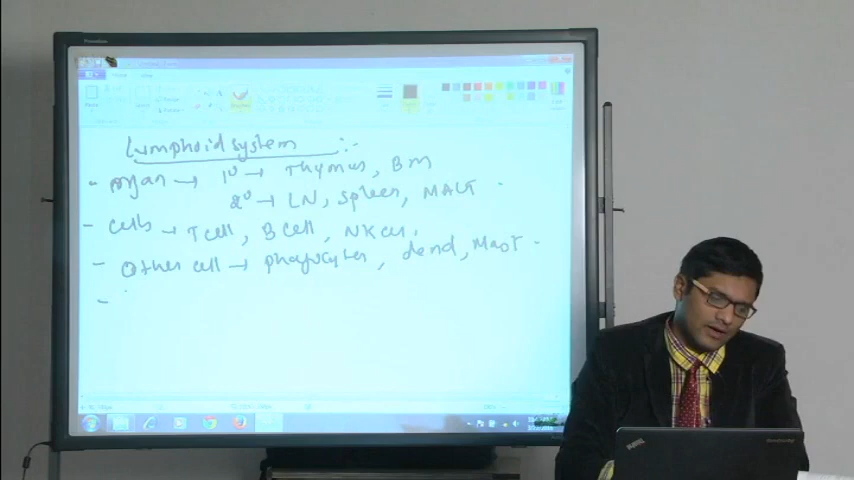 Lymphoid system :-
- organ → 1° → Thymus, BM
2° → LN, spleen, MALT
- cells → T cell, B cell, NK cell,
- Other cell → phagocytes, dend, Mast
-